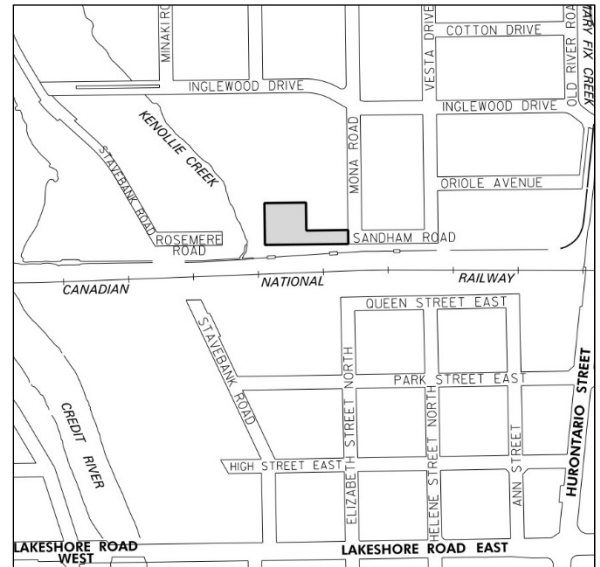 MINAKI RO
VESTA DRIVE
COTTON DRIVE
OLD RIVER ROA
MARY FIX CREEK
INGLEWOOD DRIVE
INGLEWOOD DRIVE
KENOLLIE CREEK
STAVEBANK ROAD
MONA ROAD
ORIOLE AVENUE
ROSEMERE
ROAD
SANDHAM ROAD
CANADIAN
NATIONAL
RAILWAY
QUEEN STREET EAST
STAVEBANK ROAD
PARK STREET EAST
CREDIT RIVER
ELIZABETH STREET NORTH
HELENE STREET NORTH
ANN STREET
HURONTARIO STREET
HIGH STREET EAST
LAKESHORE ROAD
WEST
LAKESHORE ROAD EAST